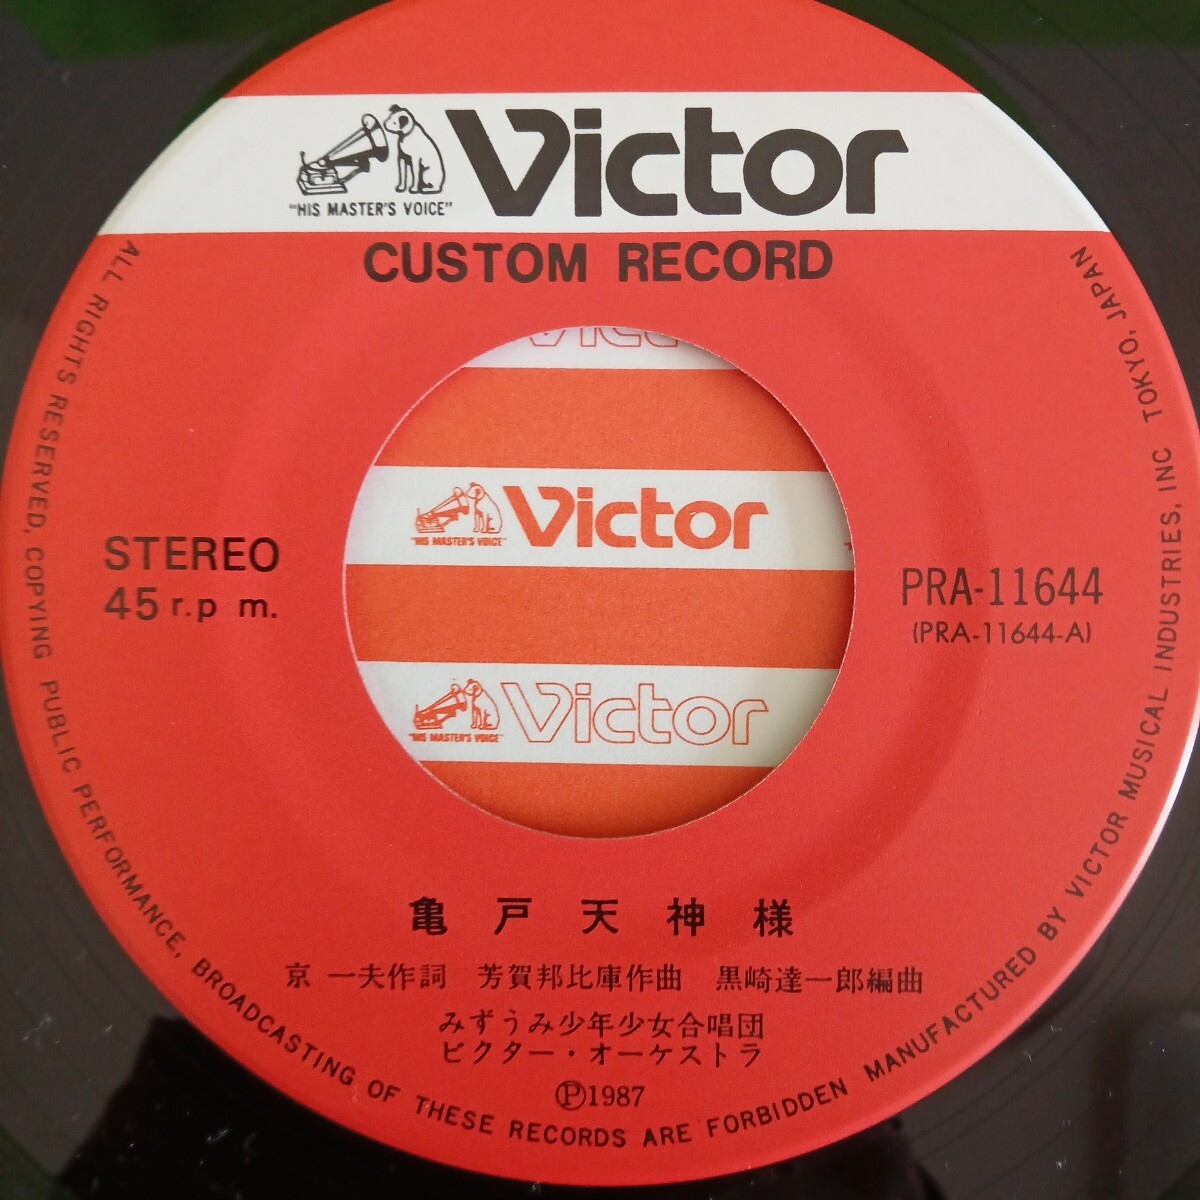 "HIS MASTER'S VOICE"
Victor
CUSTOM RECORD
Victor
"HIS MASTER'S VOICE"
Victor
"HIS MASTER'S VOICE"
Victor
STEREO
45 r.p m.
PRA-11644
(PRA-11644-A)
亀戸天神様
京 一夫作詞 芳賀邦比庫作曲 黒崎達一郎編曲
みずうみ少年少女合唱団
ビクター・オーケストラ
Ⓟ1987
ALL RIGHTS RESERVED, COPYING PUBLIC PERFORMANCE, BROADCASTING OF THESE RECORDS ARE FORBIDDEN MANUFACTURED BY VICTOR MUSICAL INDUSTRIES, INC TOKYO, JAPAN